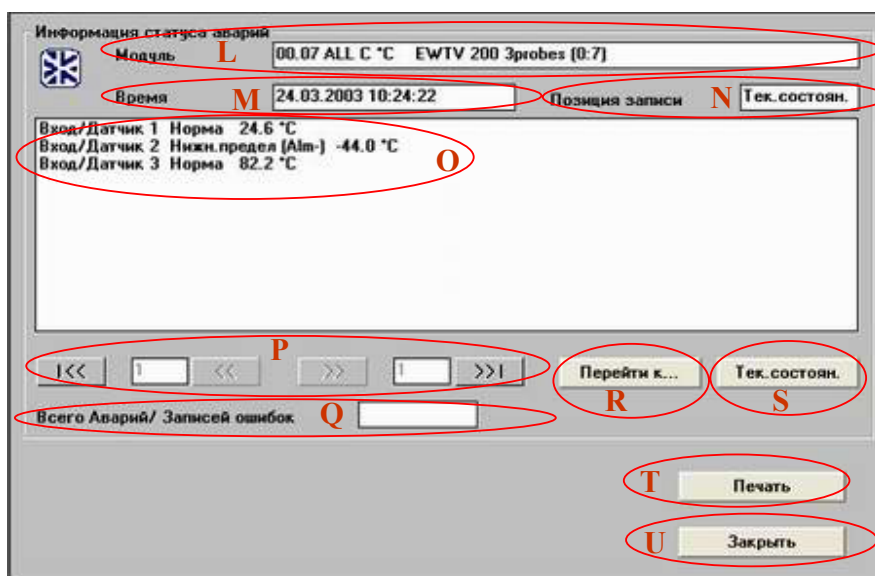 Информация статуса аварий
Модуль L 00.07 ALL C °C EWTV 200 3probes (0:7)
Время M 24.03.2003 10:24:22 Позиция записи N Тек.состоян.
Вход/Датчик 1 Норма 24.6 °C
Вход/Датчик 2 Нижн.предел (Alm-) -44.0 °C
Вход/Датчик 3 Норма 82.2 °C
O
P
I<< 1 << >> 1 >>I Перейти к... Тек.состоян.
R S
Всего Аварий/ Записей ошибок Q
T Печать
U Закрыть